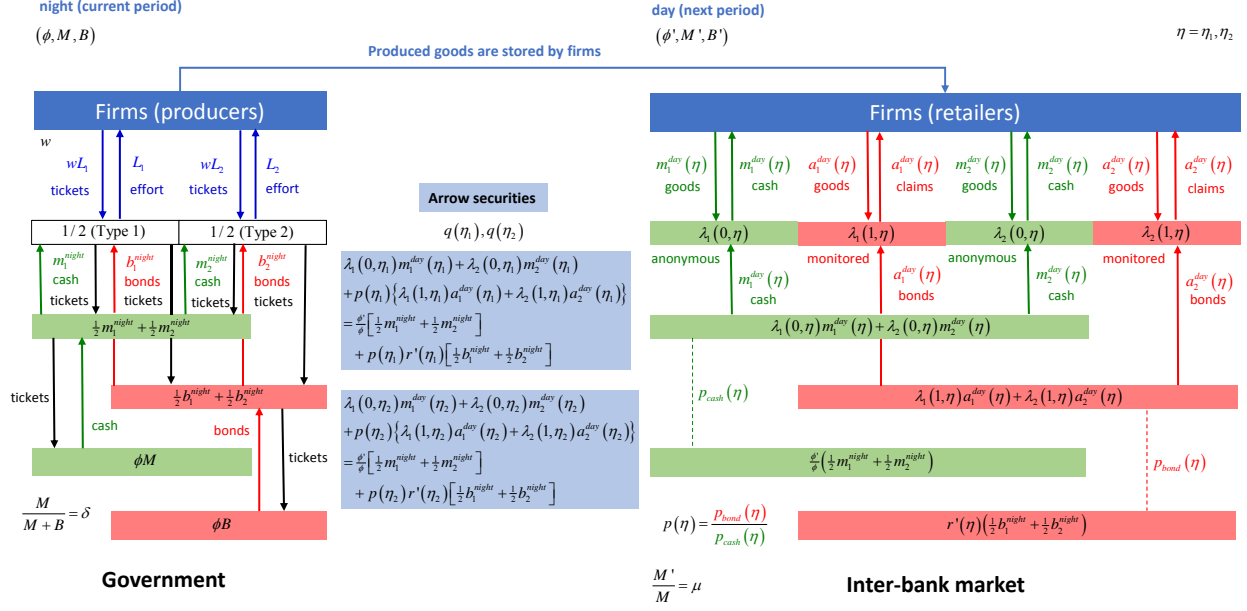 night (current period)
day (next period)
(ϕ, M, B)
(ϕ', M', B')
η = η₁, η₂
Produced goods are stored by firms
Firms (producers)
Firms (retailers)
w
wL₁
tickets
L₁
effort
wL₂
tickets
L₂
effort
m₁^day(η)
goods
m₁^day(η)
cash
a₁^day(η)
goods
a₁^day(η)
claims
m₂^day(η)
goods
m₂^day(η)
cash
a₂^day(η)
goods
a₂^day(η)
claims
Arrow securities
q(η₁), q(η₂)
1/2 (Type 1)
1/2 (Type 2)
λ₁(0,η)
λ₁(1,η)
λ₂(0,η)
λ₂(1,η)
m₁^night
cash
tickets
b₁^night
bonds
tickets
m₂^night
cash
tickets
b₂^night
bonds
tickets
anonymous
monitored
anonymous
monitored
m₁^day(η)
cash
a₁^day(η)
bonds
m₂^day(η)
cash
a₂^day(η)
bonds
λ₁(0,η₁)m₁^day(η₁)+λ₂(0,η₁)m₂^day(η₁)
+p(η₁){λ₁(1,η₁)a₁^day(η₁)+λ₂(1,η₁)a₂^day(η₁)}
=ϕ'/ϕ[½m₁^night+½m₂^night]
+p(η₁)r'(η₁)[½b₁^night+½b₂^night]
½m₁^night+½m₂^night
λ₁(0,η)m₁^day(η)+λ₂(0,η)m₂^day(η)
½b₁^night+½b₂^night
λ₁(1,η)a₁^day(η)+λ₂(1,η)a₂^day(η)
tickets
cash
bonds
tickets
λ₁(0,η₂)m₁^day(η₂)+λ₂(0,η₂)m₂^day(η₂)
+p(η₂){λ₁(1,η₂)a₁^day(η₂)+λ₂(1,η₂)a₂^day(η₂)}
=ϕ'/ϕ[½m₁^night+½m₂^night]
+p(η₂)r'(η₂)[½b₁^night+½b₂^night]
p_cash(η)
p_bond(η)
ϕM
ϕ'/ϕ(½m₁^night+½m₂^night)
M/(M+B)=δ
ϕB
p(η)=p_bond(η)/p_cash(η)
r'(η)(½b₁^night+½b₂^night)
Government
M'/M=μ
Inter-bank market